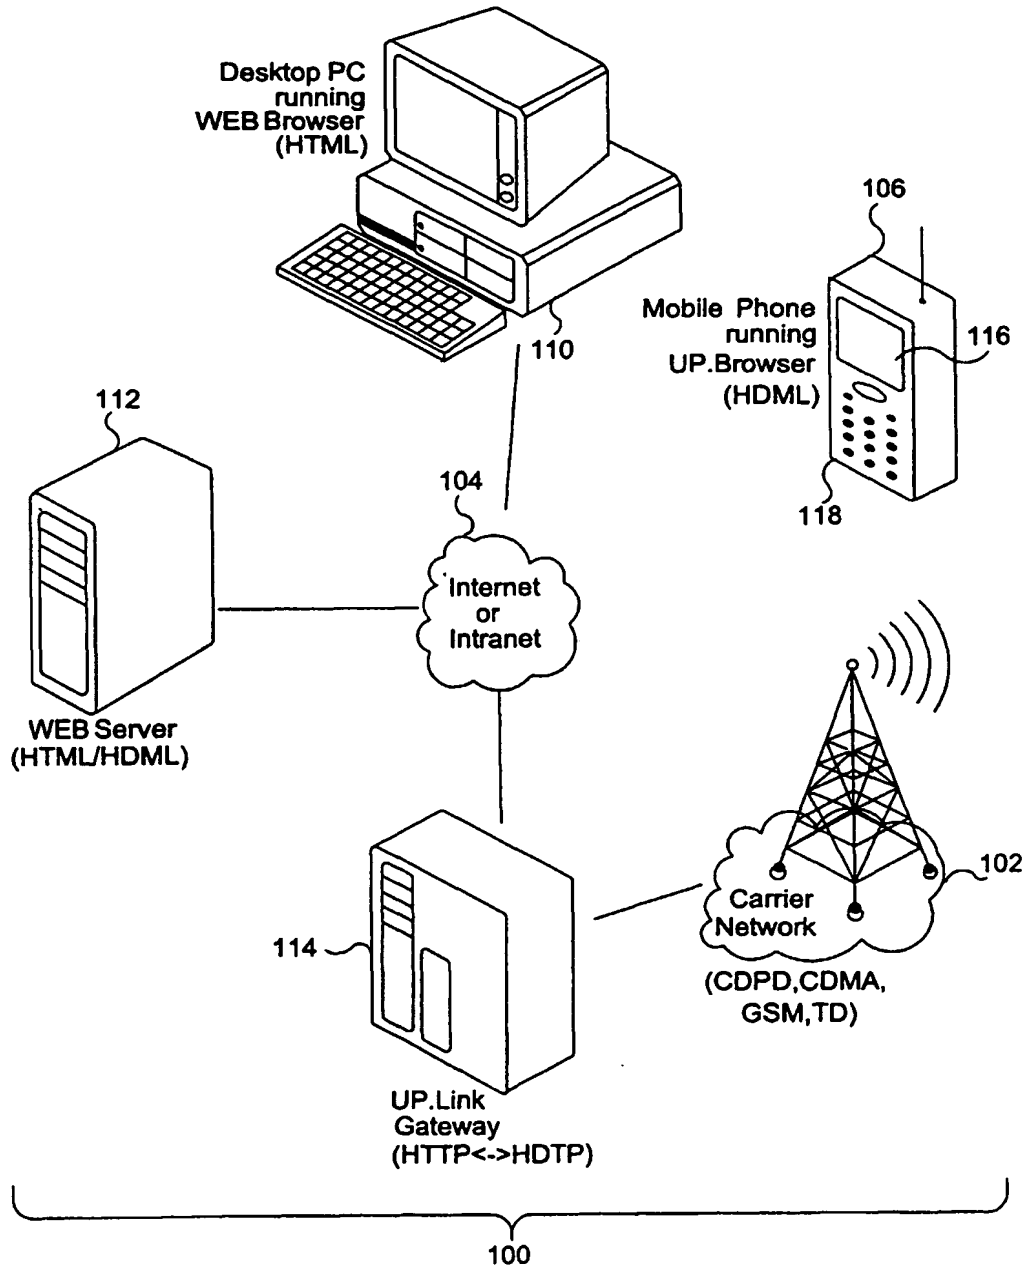 Desktop PC
running
WEB Browser
(HTML)
110
106
Mobile Phone
running
UP.Browser
(HDML)
116
118
112
WEB Server
(HTML/HDML)
104
Internet
or
Intranet
102
Carrier
Network
(CDPD,CDMA,
GSM,TD)
114
UP.Link
Gateway
(HTTP<->HDTP)
100